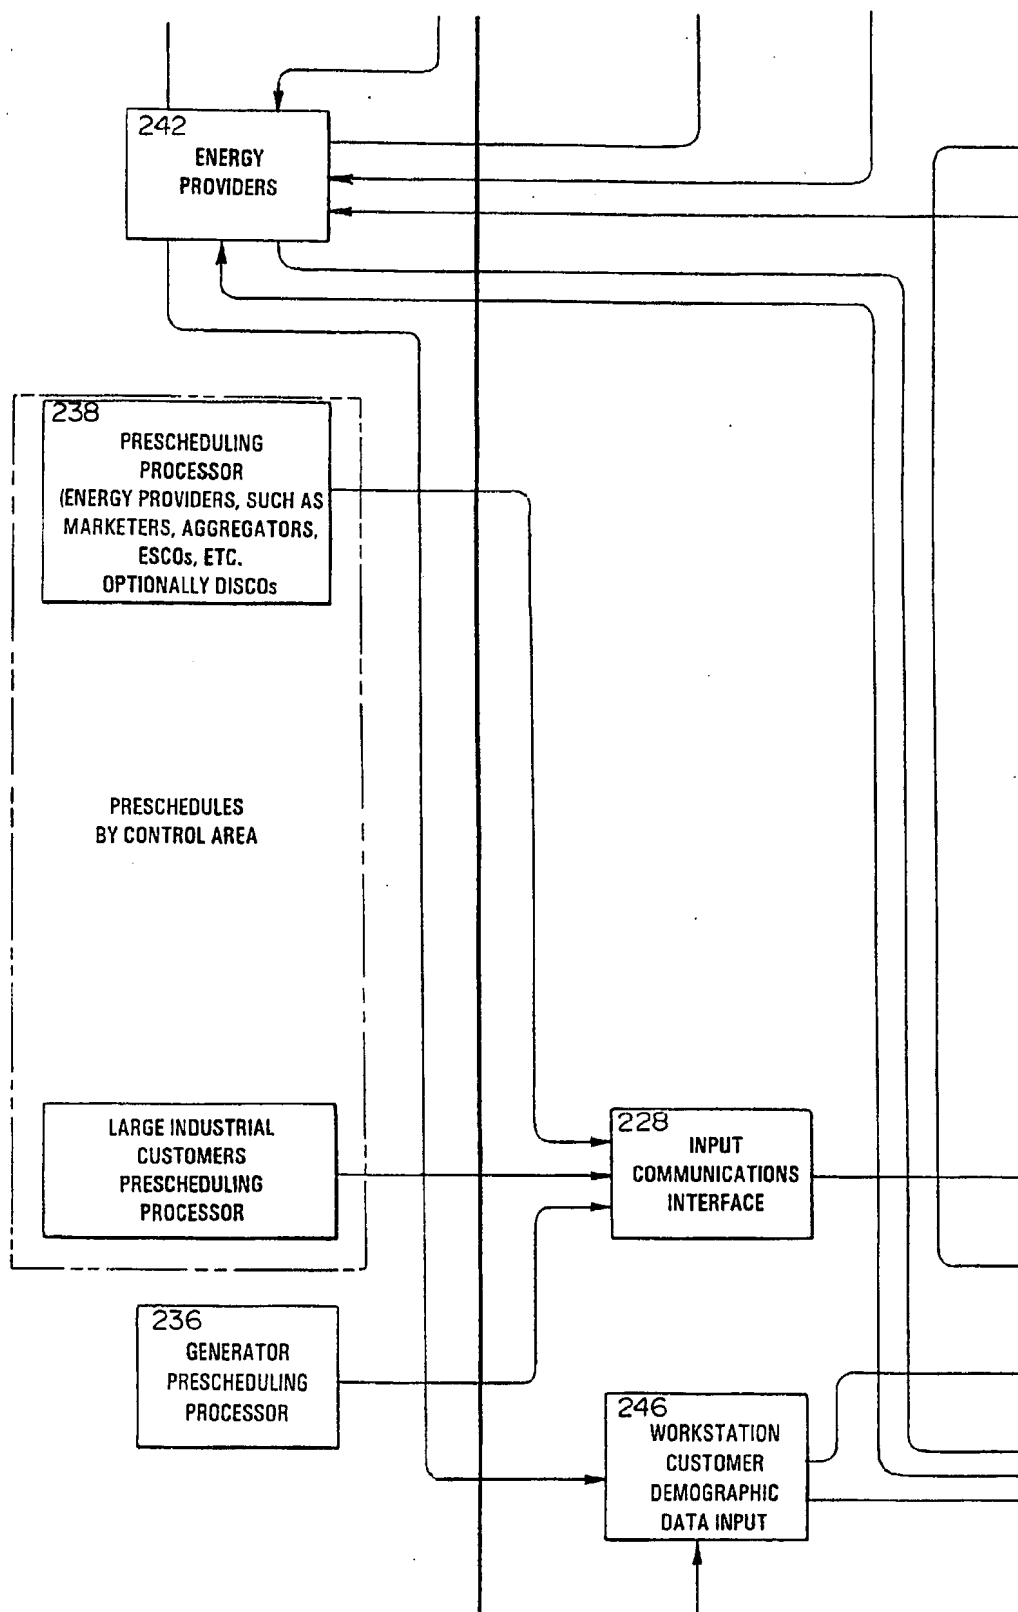 242
ENERGY
PROVIDERS
238
PRESCHEDULING
PROCESSOR
(ENERGY PROVIDERS, SUCH AS
MARKETERS, AGGREGATORS,
ESCOs, ETC.
OPTIONALLY DISCOs
PRESCHEDULES
BY CONTROL AREA
LARGE INDUSTRIAL
CUSTOMERS
PRESCHEDULING
PROCESSOR
228
INPUT
COMMUNICATIONS
INTERFACE
236
GENERATOR
PRESCHEDULING
PROCESSOR
246
WORKSTATION
CUSTOMER
DEMOGRAPHIC
DATA INPUT